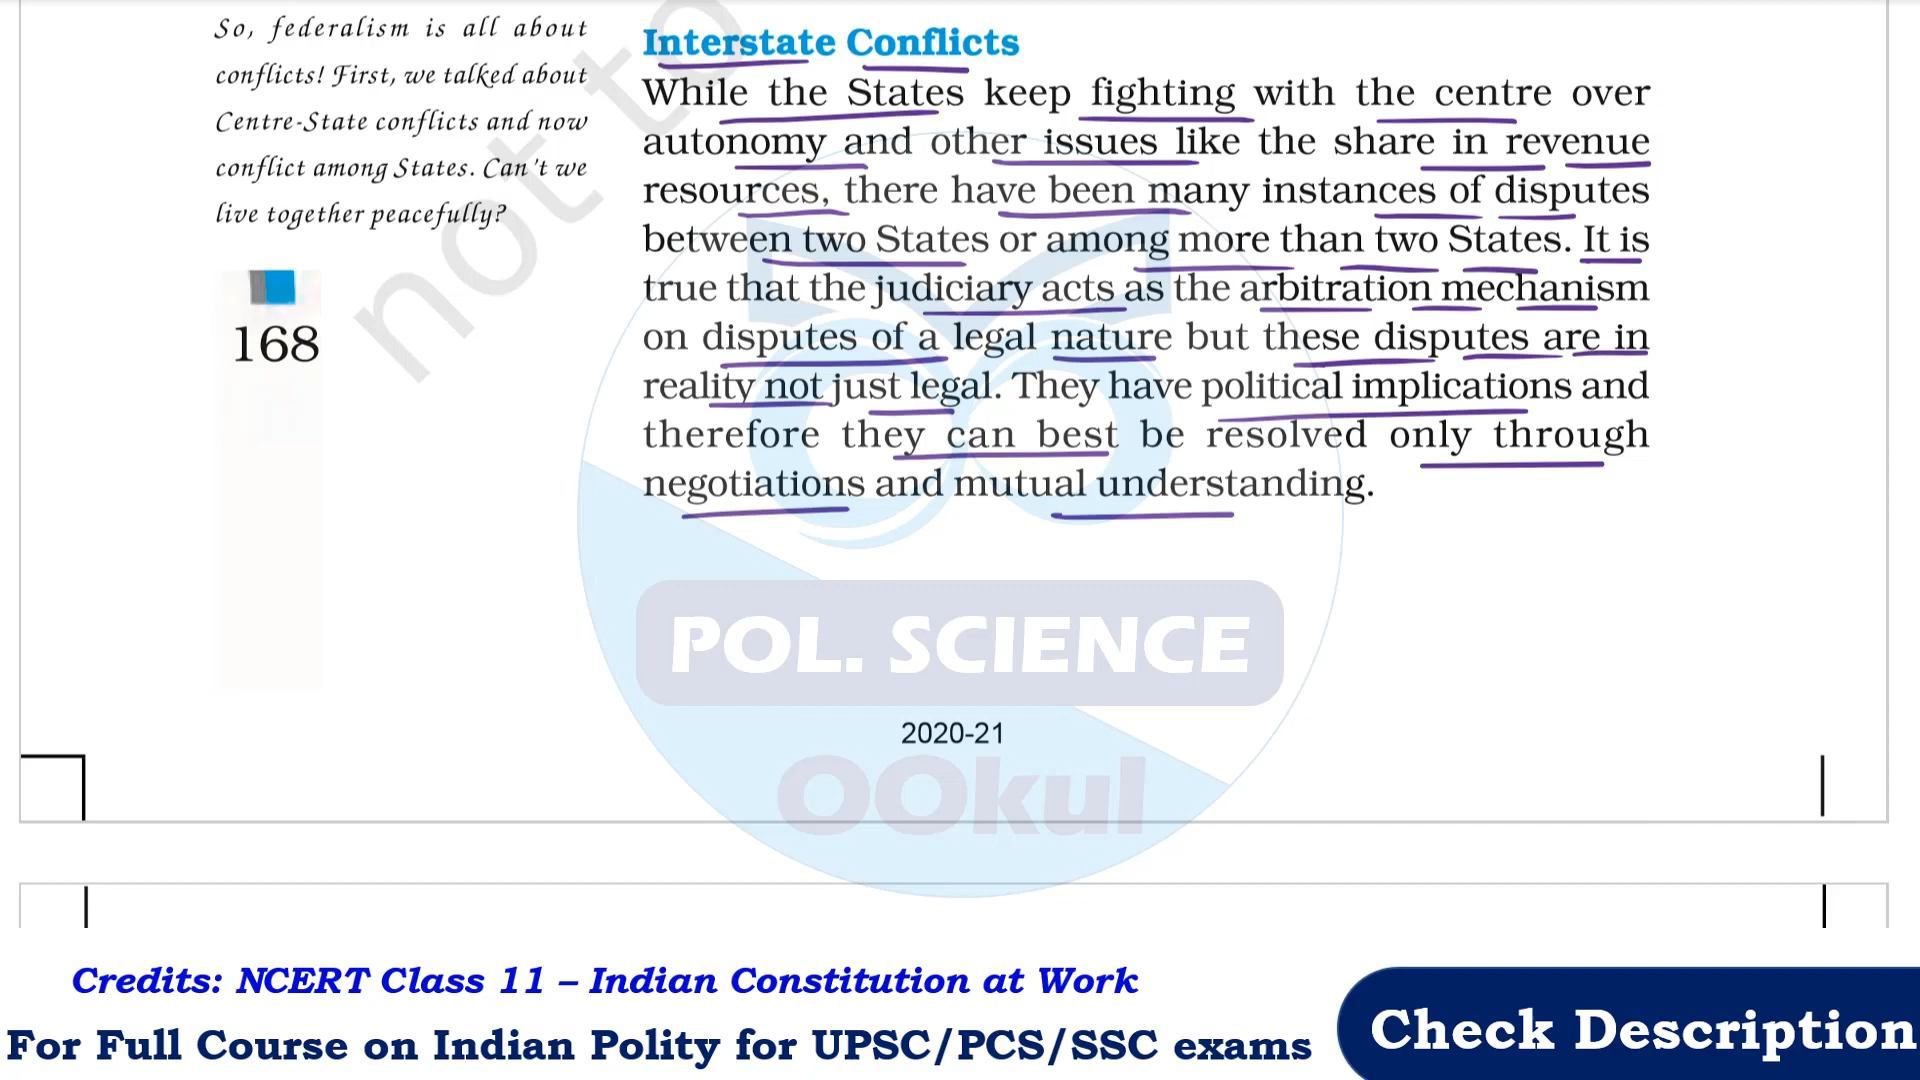 So, federalism is all about
conflicts! First, we talked about
Centre-State conflicts and now
conflict among States. Can't we
live together peacefully?
168
not to
Interstate Conflicts
While the States keep fighting with the centre over
autonomy and other issues like the share in revenue
resources, there have been many instances of disputes
between two States or among more than two States. It is
true that the judiciary acts as the arbitration mechanism
on disputes of a legal nature but these disputes are in
reality not just legal. They have political implications and
therefore they can best be resolved only through
negotiations and mutual understanding.
POL. SCIENCE
2020-21
OOkul
Credits: NCERT Class 11 – Indian Constitution at Work
For Full Course on Indian Polity for UPSC/PCS/SSC exams
Check Description